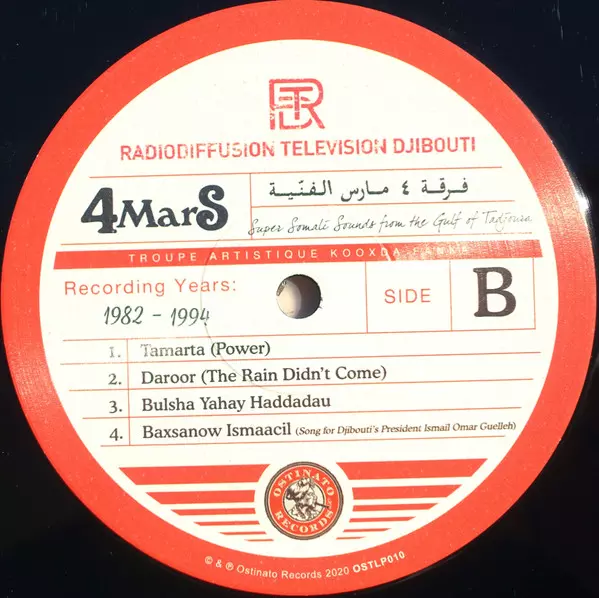 RTD
RADIODIFFUSION TELEVISION DJIBOUTI
4MarS
فرقة ٤ مارس الفنّية
Super Somali Sounds from the Gulf of Tadjoura
TROUPE ARTISTIQUE KOOXDA FANKA
Recording Years:
1982 - 1994
SIDE B
1. Tamarta (Power)
2. Daroor (The Rain Didn't Come)
3. Bulsha Yahay Haddadau
4. Baxsanow Ismaacil (Song for Djibouti's President Ismail Omar Guelleh)
OSTINATO RECORDS
© & ℗ Ostinato Records 2020 OSTLP010